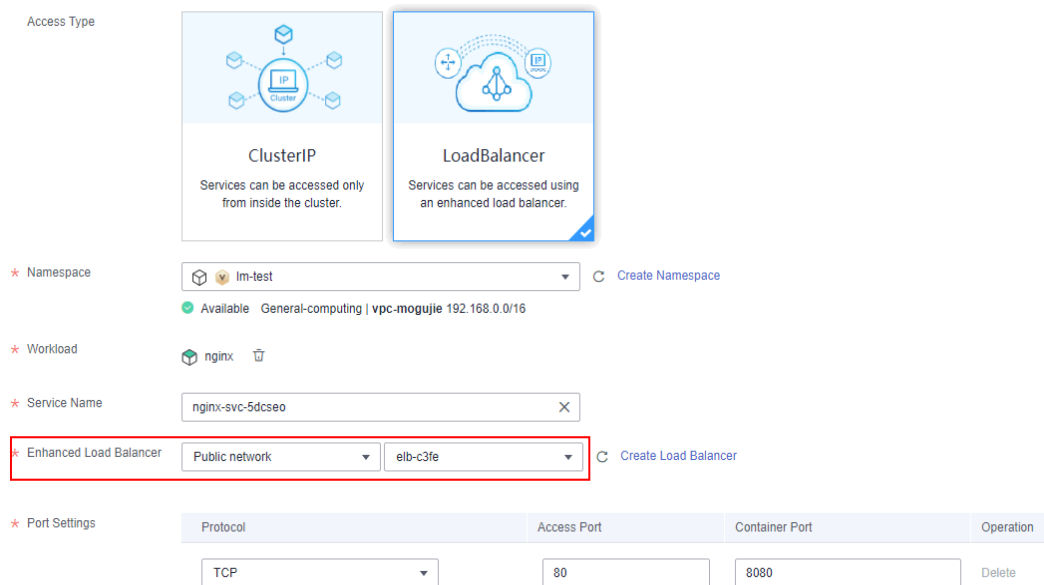 Access Type
IP
Cluster
IP
ClusterIP
LoadBalancer
Services can be accessed only
from inside the cluster.
Services can be accessed using
an enhanced load balancer.
* Namespace
v lm-test
Create Namespace
Available General-computing | vpc-mogujie 192.168.0.0/16
* Workload
nginx
* Service Name
nginx-svc-5dcseo
* Enhanced Load Balancer
Public network
elb-c3fe
Create Load Balancer
* Port Settings
Protocol Access Port Container Port Operation
TCP 80 8080 Delete